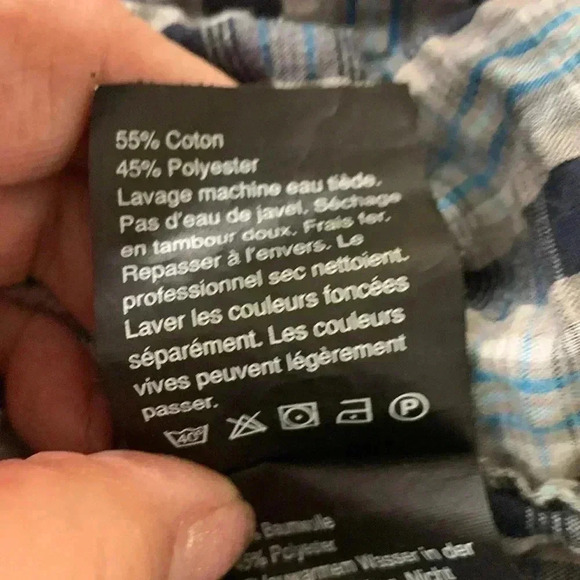 55% Coton
45% Polyester
Lavage machine eau tiède.
Pas d'eau de javel. Séchage
en tambour doux. Frais fer.
Repasser à l'envers. Le
professionnel sec nettoient.
Laver les couleurs foncées
séparément. Les couleurs
vives peuvent légèrement
passer.
40° P
Baumwolle
Polyester
Wasser in der
Nicht